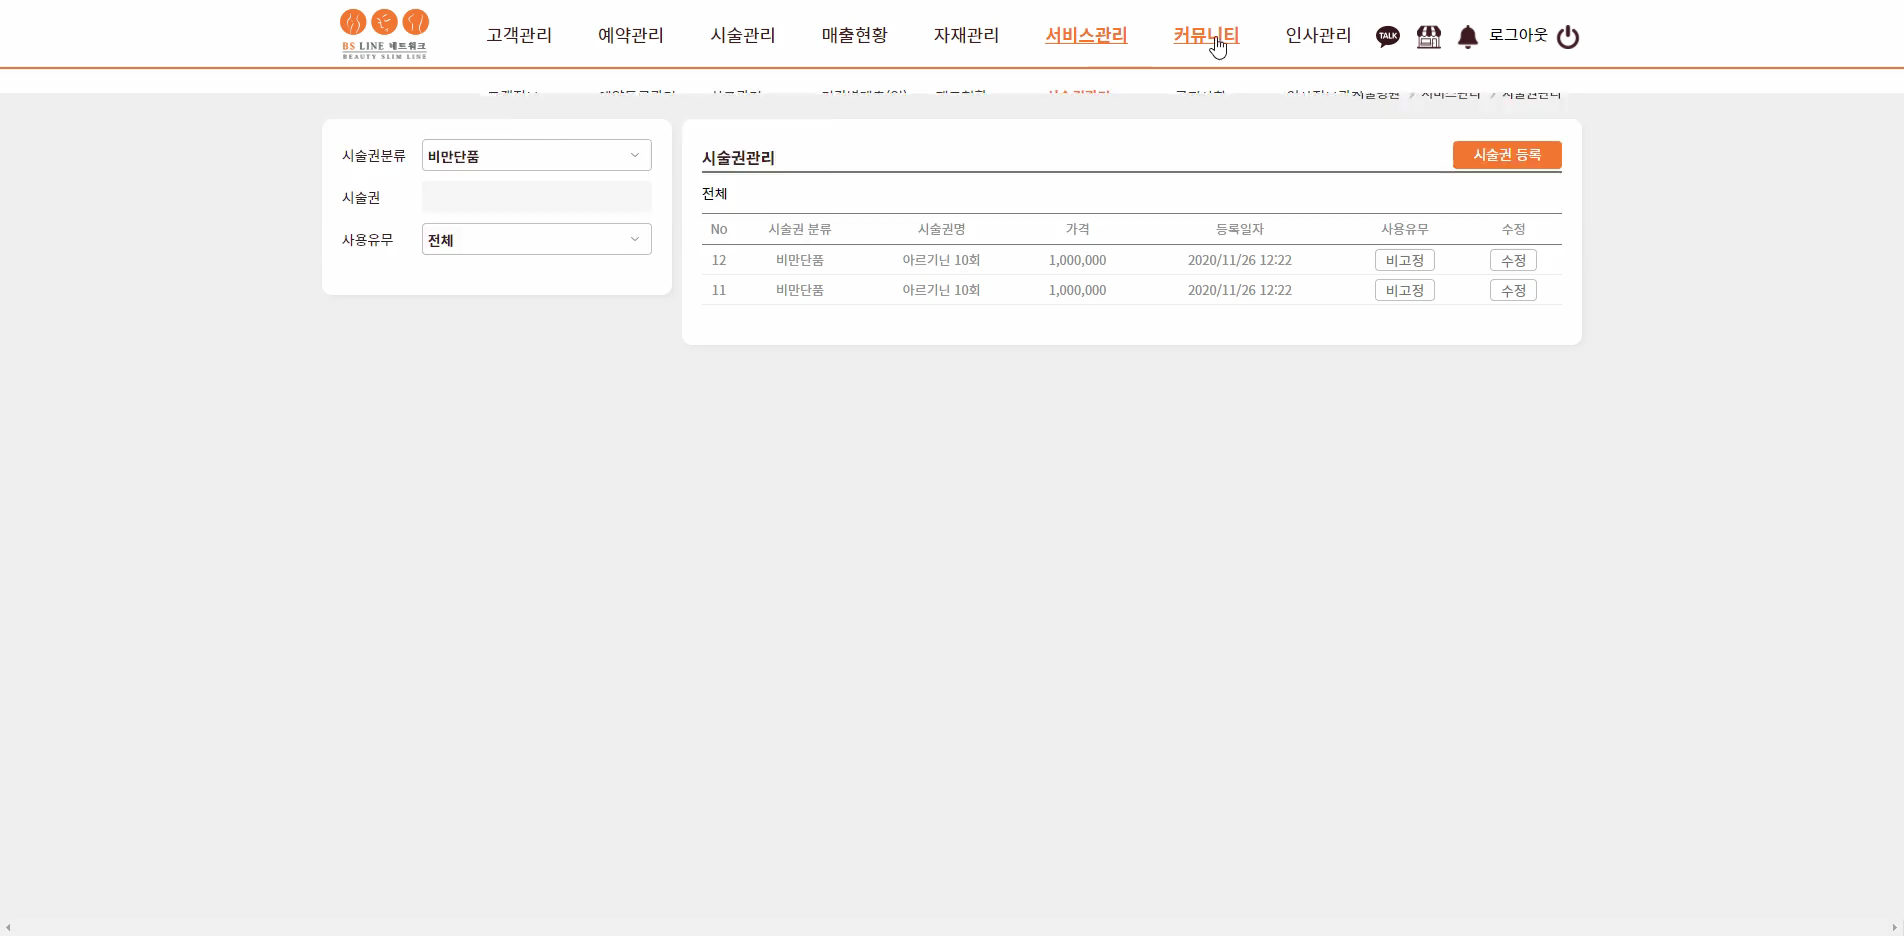 BS LINE 네트워크
BEAUTY SLIM LINE
고객관리 예약관리 시술관리 매출현황 자재관리 서비스관리 커뮤니티 인사관리 TALK 로그아웃
시술권분류 비만단품
시술권
사용유무 전체
시술권관리 시술권 등록
전체
No 시술권 분류 시술권명 가격 등록일자 사용유무 수정
12 비만단품 아르기닌 10회 1,000,000 2020/11/26 12:22 비고정 수정
11 비만단품 아르기닌 10회 1,000,000 2020/11/26 12:22 비고정 수정